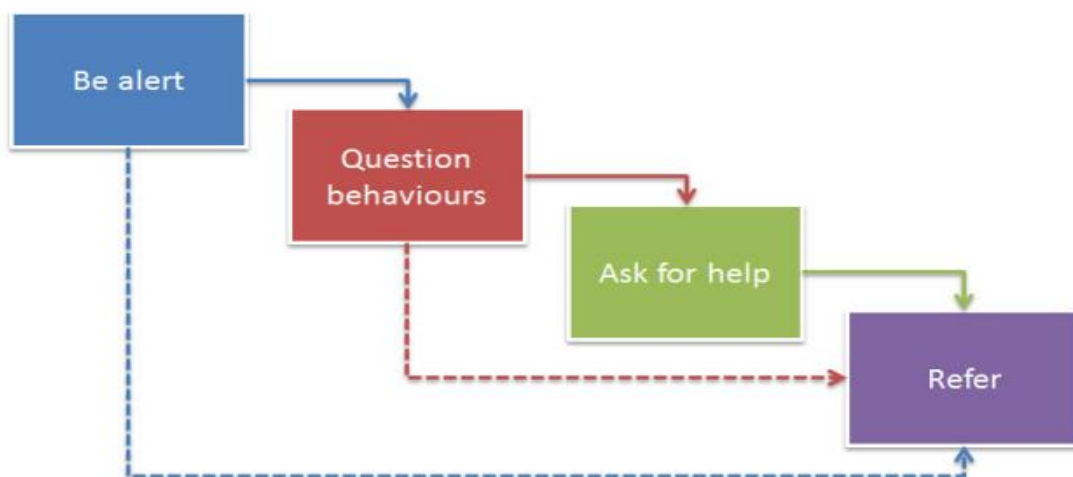 Be alert
Question
behaviours
Ask for help
Refer